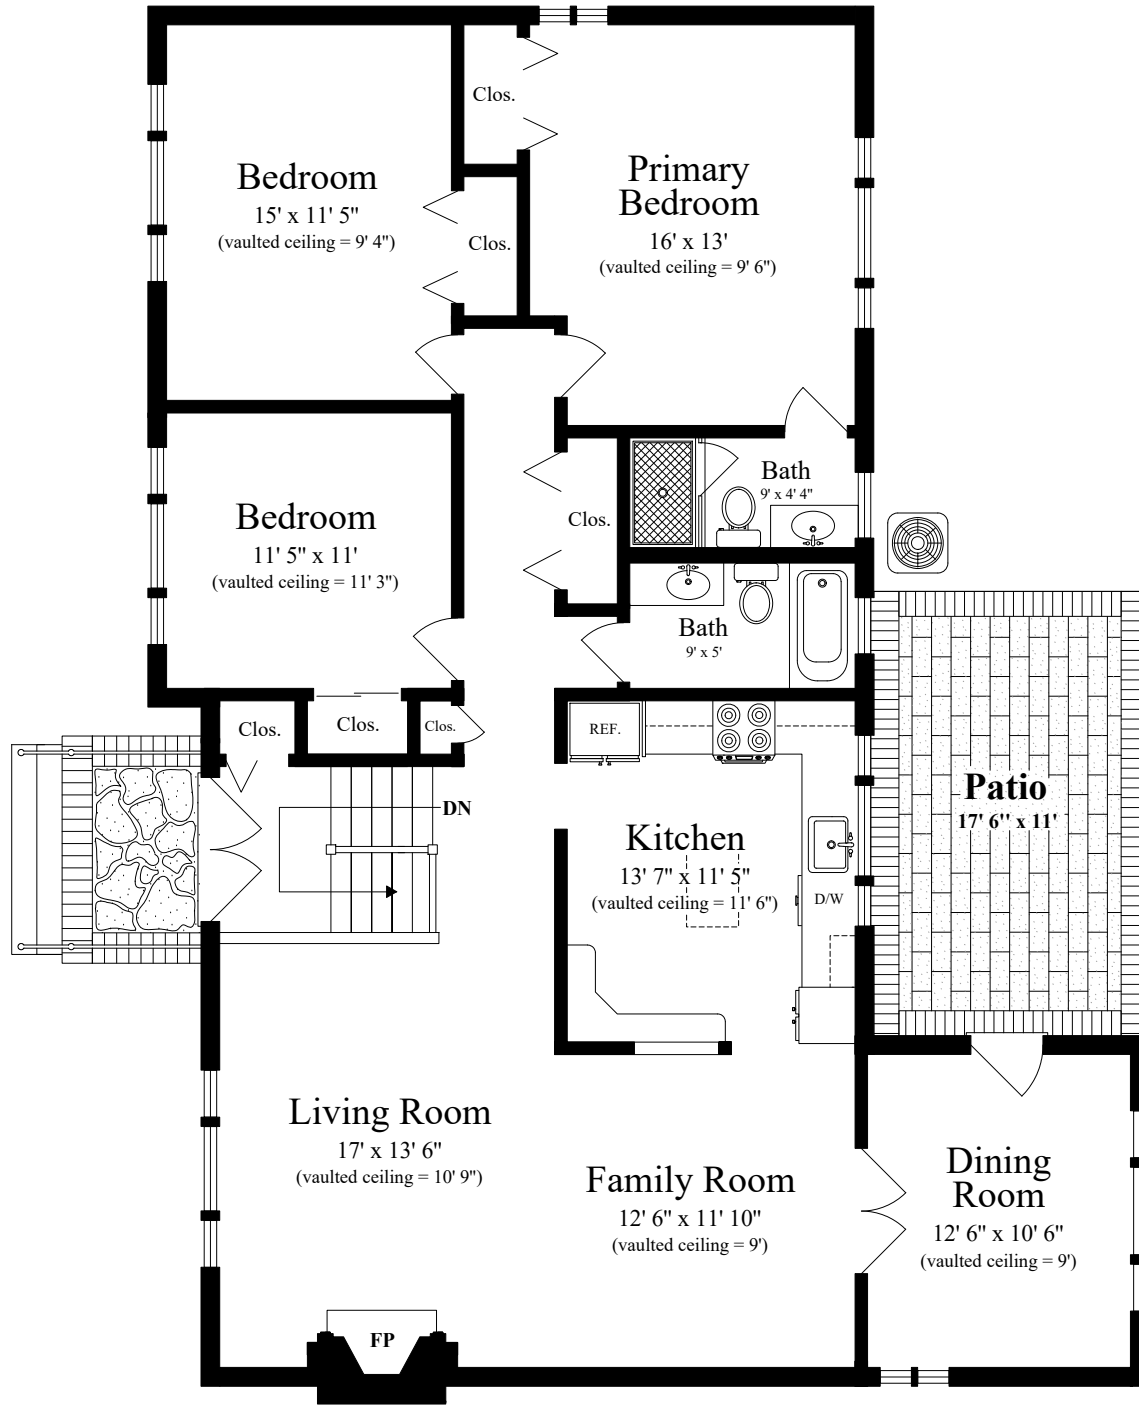 Clos.
Bedroom
15' x 11' 5"
(vaulted ceiling = 9' 4")
Primary
Bedroom
16' x 13'
(vaulted ceiling = 9' 6")
Clos.
Bedroom
11' 5" x 11'
(vaulted ceiling = 11' 3")
Clos.
Bath
9' x 4' 4"
Bath
9' x 5'
Clos.
Clos.
Clos.
REF.
DN
Patio
17' 6" x 11'
Kitchen
13' 7" x 11' 5"
(vaulted ceiling = 11' 6")
D/W
Living Room
17' x 13' 6"
(vaulted ceiling = 10' 9")
Family Room
12' 6" x 11' 10"
(vaulted ceiling = 9')
Dining
Room
12' 6" x 10' 6"
(vaulted ceiling = 9')
FP